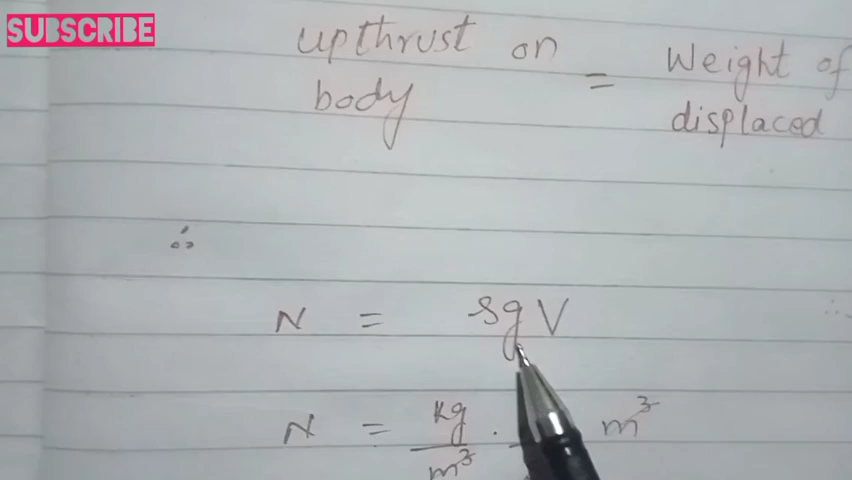 SUBSCRIBE
upthrust on
body = Weight of
displaced
∴
N = ρgV
N = kg/m³ · m³